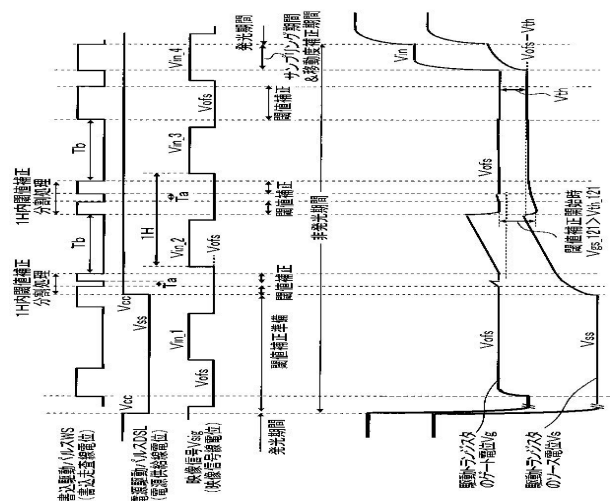 書込駆動パルスWS
(書込走査線電位)
1H内閾値補正
分割処理
Tb
1H内閾値補正
分割処理
Tb
電源駆動パルスDSL
(電源供給線電位)
Vcc
Vss
Vcc
映像信号Vsig
(映像信号線電位)
Vofs
Vin_1
Ta
Vofs
Vin_2
1H
Ta
Vin_3
Vofs
Vin_4
発光期間
閾値補正準備
閾値補正
閾値補正
閾値補正
発光期間
サンプリング期間
&移動度補正期間
非発光期間
駆動トランジスタ
のゲート電位Vg
Vofs
Vofs
Vin
駆動トランジスタ
のソース電位Vs
Vss
閾値補正開始時
Vgs_121>Vth_121
Vth
Vofs-Vth